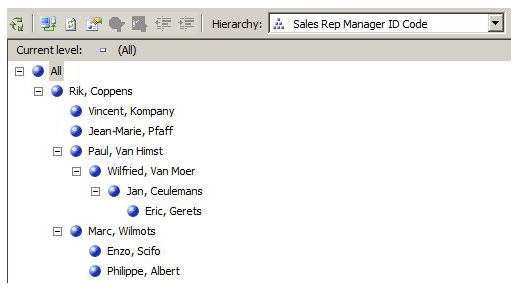 Hierarchy: Sales Rep Manager ID Code
Current level: (All)
All
Rik, Coppens
Vincent, Kompany
Jean-Marie, Pfaff
Paul, Van Himst
Wilfried, Van Moer
Jan, Ceulemans
Eric, Gerets
Marc, Wilmots
Enzo, Scifo
Philippe, Albert